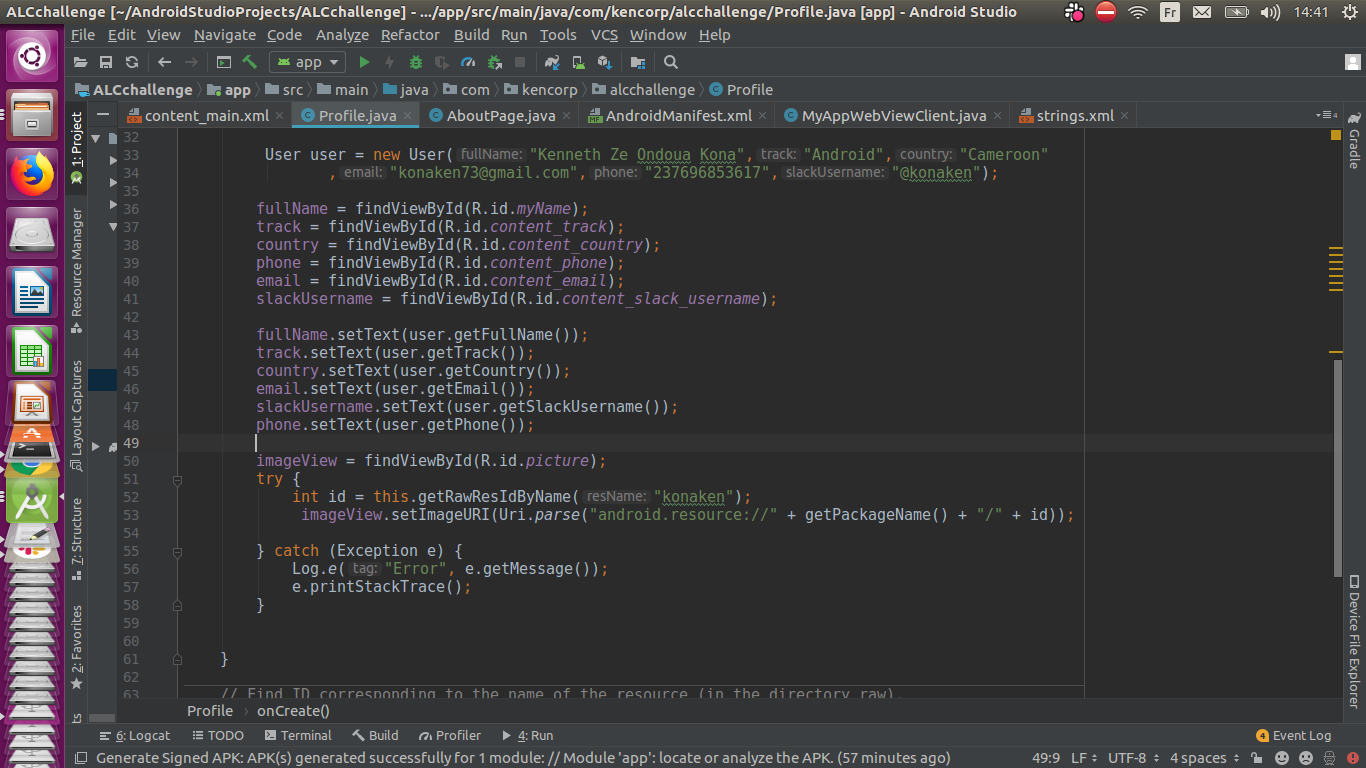 ALCchallenge [~/AndroidStudioProjects/ALCchallenge] - .../app/src/main/java/com/kencorp/alcchallenge/Profile.java [app] - Android Studio
Fr
14:41
File Edit View Navigate Code Analyze Refactor Build Run Tools VCS Window Help
app
ALCchallenge app src main java com kencorp alcchallenge Profile
content_main.xml Profile.java AboutPage.java AndroidManifest.xml MyAppWebViewClient.java strings.xml
1: Project
Resource Manager
Layout Captures
7: Structure
2: Favorites
Gradle
Device File Explorer
32
33 User user = new User( fullName: "Kenneth Ze Ondoua Kona", track: "Android", country: "Cameroon"
34 , email: "konaken73@gmail.com", phone: "237696853617", slackUsername: "@konaken");
35
36 fullName = findViewById(R.id.myName);
37 track = findViewById(R.id.content_track);
38 country = findViewById(R.id.content_country);
39 phone = findViewById(R.id.content_phone);
40 email = findViewById(R.id.content_email);
41 slackUsername = findViewById(R.id.content_slack_username);
42
43 fullName.setText(user.getFullName());
44 track.setText(user.getTrack());
45 country.setText(user.getCountry());
46 email.setText(user.getEmail());
47 slackUsername.setText(user.getSlackUsername());
48 phone.setText(user.getPhone());
49
50 imageView = findViewById(R.id.picture);
51 try {
52 int id = this.getRawResIdByName( resName: "konaken");
53 imageView.setImageURI(Uri.parse("android.resource://" + getPackageName() + "/" + id));
54
55 } catch (Exception e) {
56 Log.e( tag: "Error", e.getMessage());
57 e.printStackTrace();
58 }
59
60
61 }
62
63 // Find ID corresponding to the name of the resource (in the directory raw).
Profile onCreate()
6: Logcat TODO Terminal Build Profiler 4: Run 4 Event Log
Generate Signed APK: APK(s) generated successfully for 1 module: // Module 'app': locate or analyze the APK. (57 minutes ago) 49:9 LF UTF-8 4 spaces